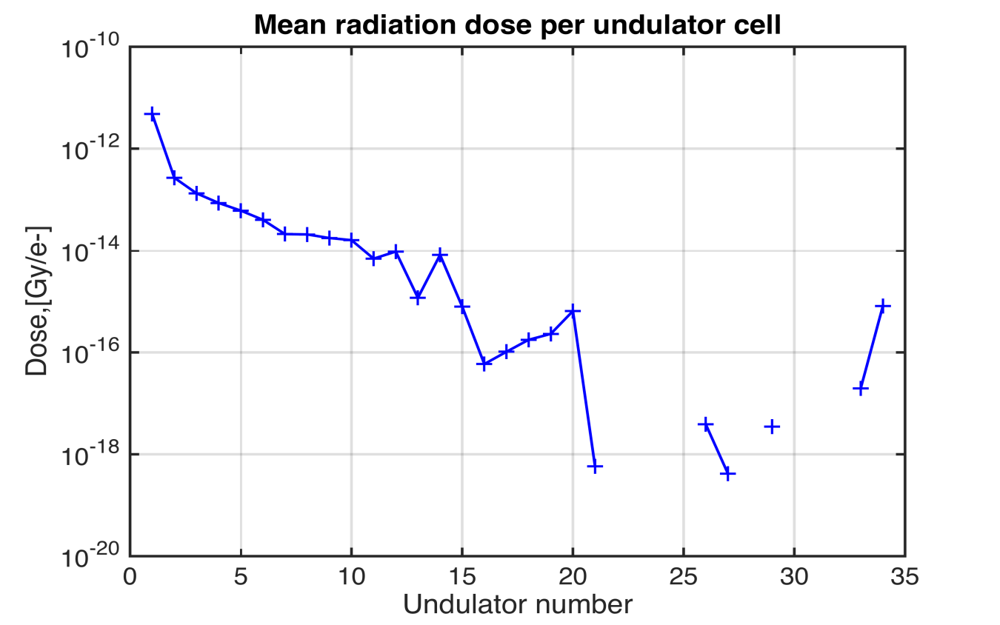 Mean radiation dose per undulator cell
10^-10
10^-12
10^-14
10^-16
10^-18
10^-20
Dose,[Gy/e-]
0 5 10 15 20 25 30 35
Undulator number